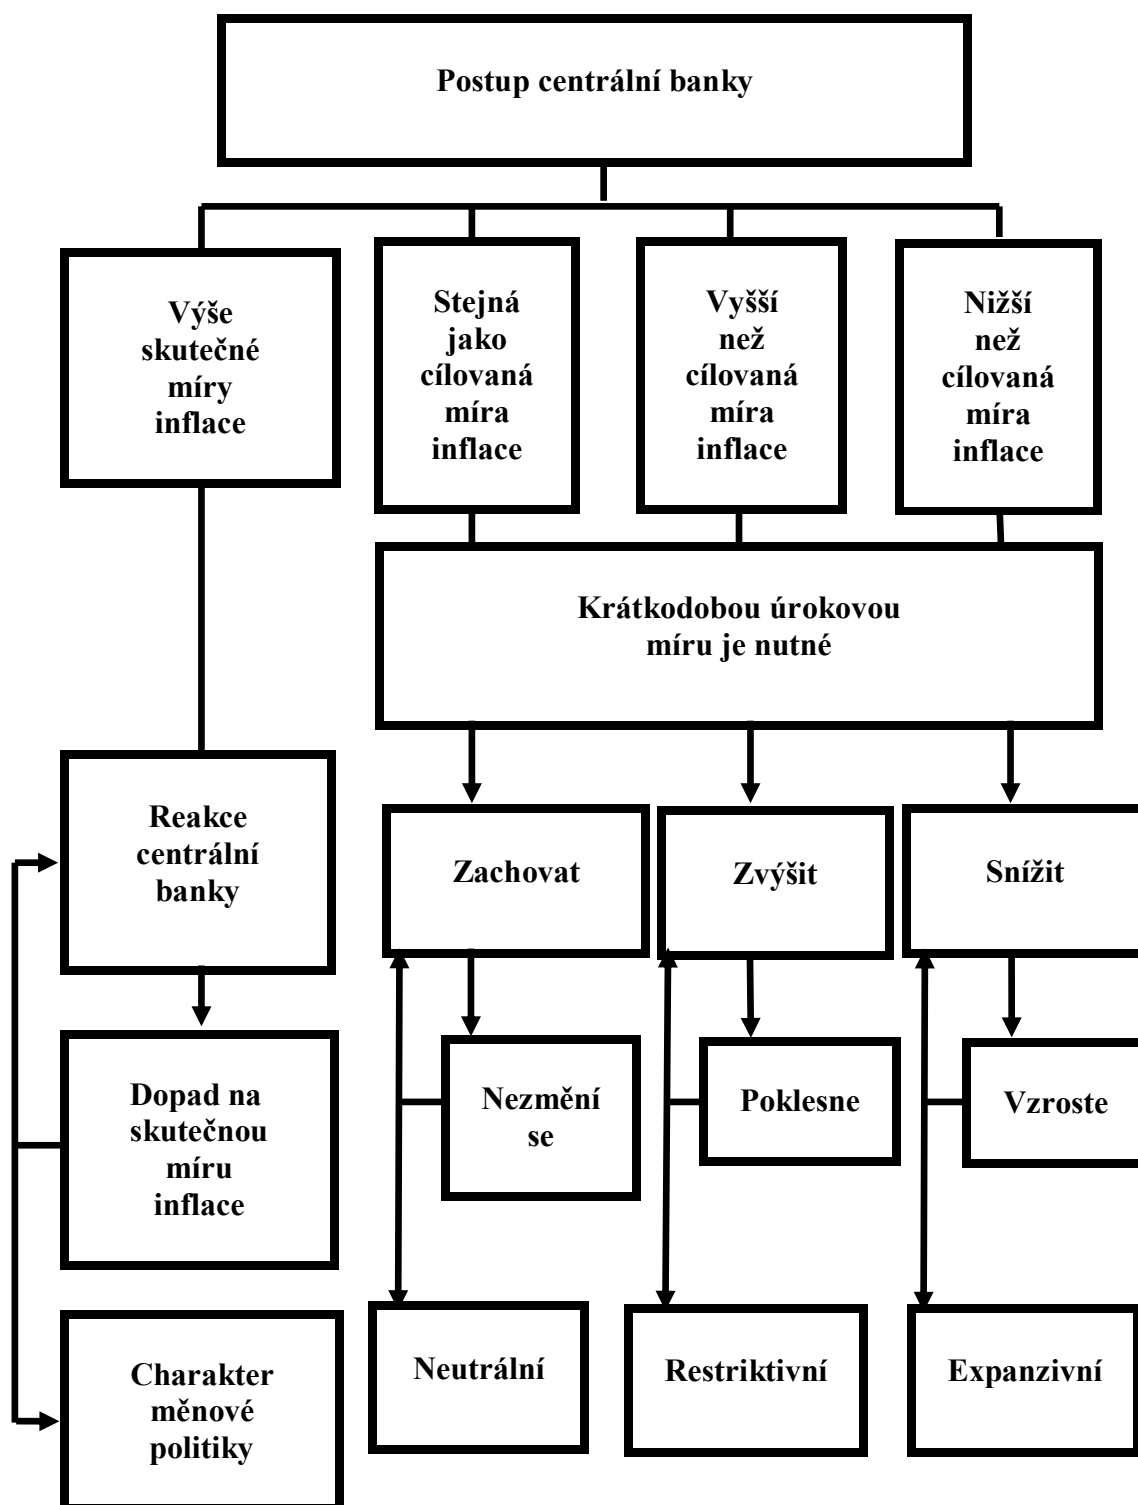 Postup centrální banky
Výše
skutečné
míry
inflace
Stejná
jako
cílovaná
míra
inflace
Vyšší
než
cílovaná
míra
inflace
Nižší
než
cílovaná
míra
inflace
Krátkodobou úrokovou
míru je nutné
Reakce
centrální
banky
Zachovat
Zvýšit
Snížit
Dopad na
skutečnou
míru
inflace
Nezmění
se
Poklesne
Vzroste
Charakter
měnové
politiky
Neutrální
Restriktivní
Expanzivní